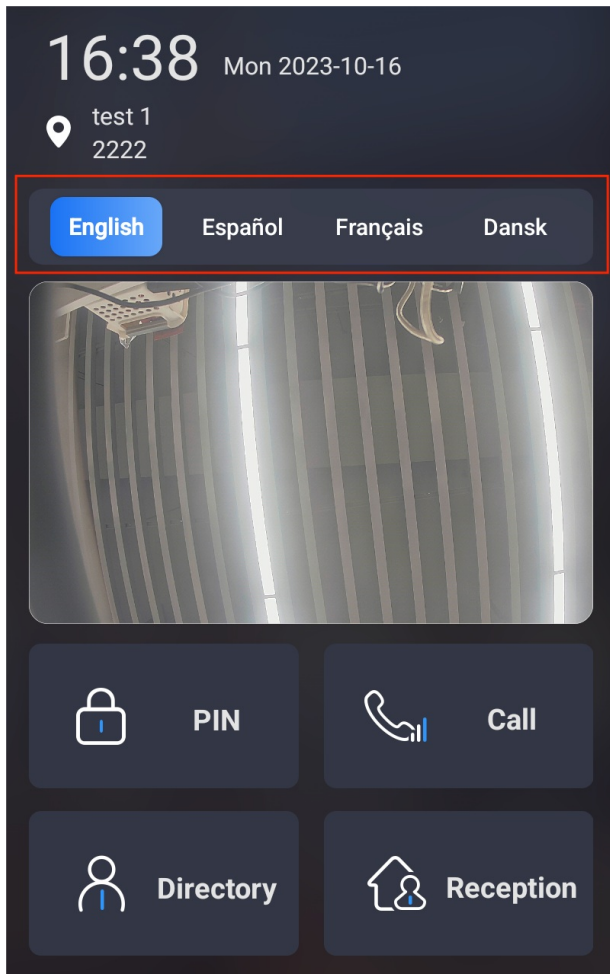 16:38 Mon 2023-10-16
test 1
2222
English Español Français Dansk
PIN Call
Directory Reception